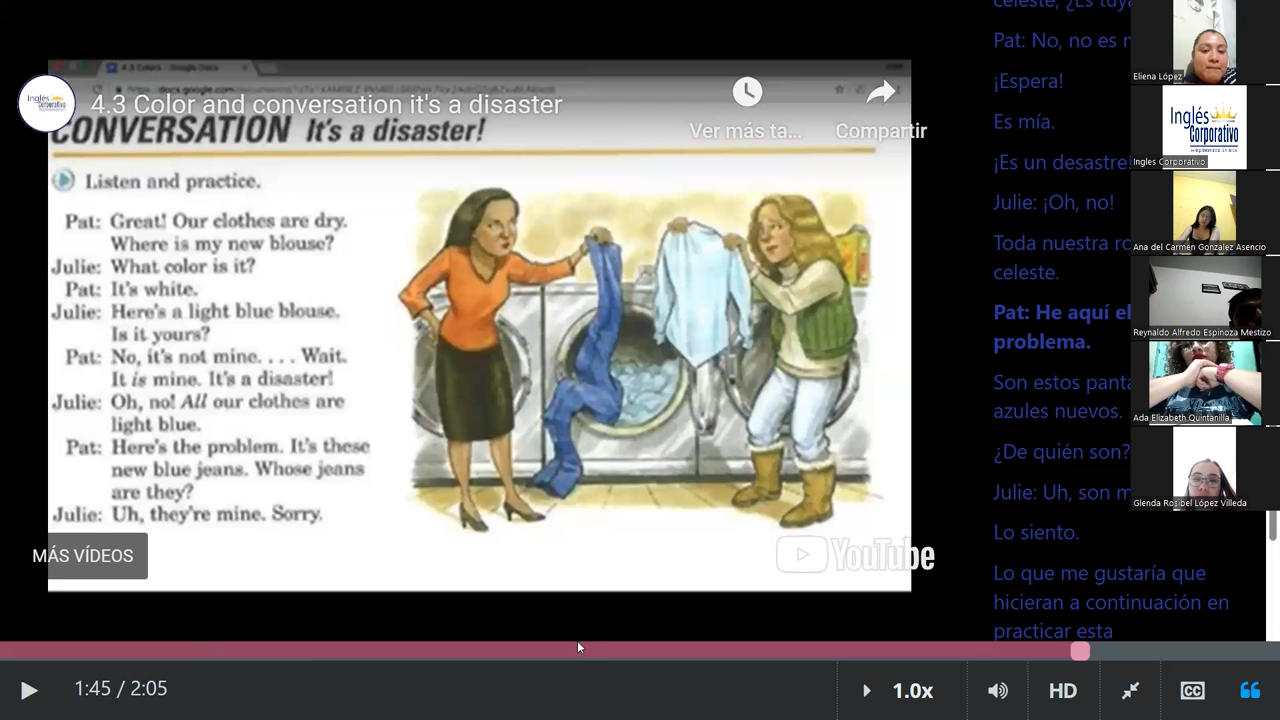 4.3 Color and conversation it's a disaster
Ver más ta...
Compartir
CONVERSATION It's a disaster!
Listen and practice.
Pat: Great! Our clothes are dry.
Where is my new blouse?
Julie: What color is it?
Pat: It's white.
Julie: Here's a light blue blouse.
Is it yours?
Pat: No, it's not mine. . . . Wait.
It is mine. It's a disaster!
Julie: Oh, no! All our clothes are
light blue.
Pat: Here's the problem. It's these
new blue jeans. Whose jeans
are they?
Julie: Uh, they're mine. Sorry.
MÁS VÍDEOS
YouTube
Pat: No, no es
¡Espera!
Es mía.
¡Es un desastre!
Julie: ¡Oh, no!
Toda nuestra
celeste.
Pat: He aquí el
problema.
Son estos
azules nuevos.
¿De quién son?
Julie: Uh, son
Lo siento.
Lo que me gustaría que
hicieran a continuación en
practicar esta
Eliena López
Inglés
Corporativo
Ingles Corporativo
Ana del Carmen Gonzalez Asencio
Reynaldo Alfredo Espinoza Mestizo
Ada Elizabeth Quintanilla
Glenda Rosibel López Villeda
1:45 / 2:05
1.0x
HD
CC